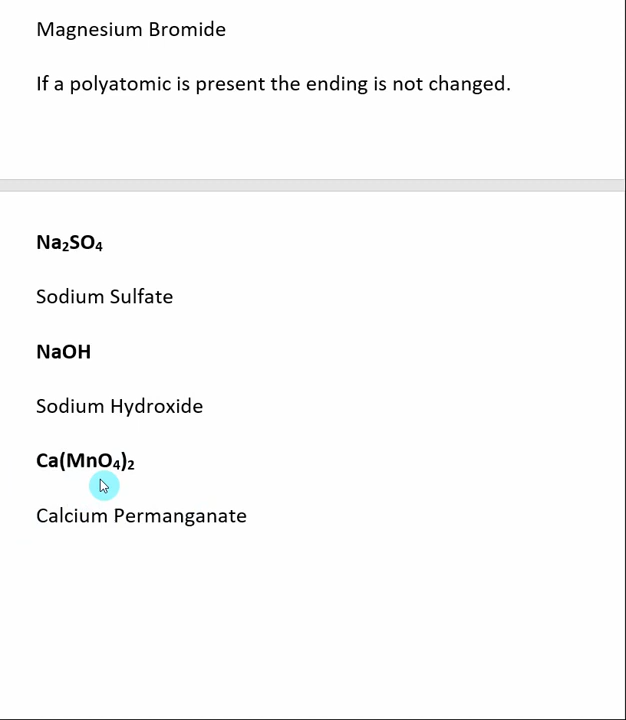 Magnesium Bromide
If a polyatomic is present the ending is not changed.
Na₂SO₄
Sodium Sulfate
NaOH
Sodium Hydroxide
Ca(MnO₄)₂
Calcium Permanganate